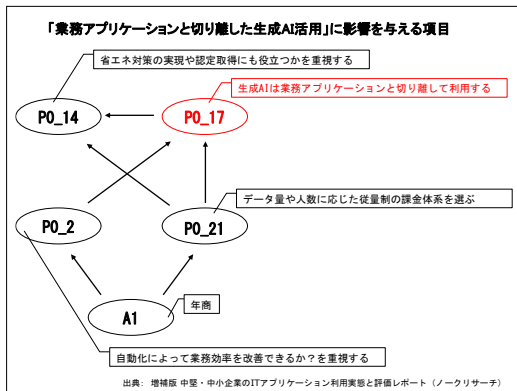 「業務アプリケーションと切り離した生成AI活用」に影響を与える項目
省エネ対策の実現や認定取得にも役立つかを重視する
生成AIは業務アプリケーションと切り離して利用する
P0_14
P0_17
データ量や人数に応じた従量制の課金体系を選ぶ
P0_2
P0_21
年商
A1
自動化によって業務効率を改善できるか？を重視する
出典: 増補版 中堅・中小企業のITアプリケーション利用実態と評価レポート（ノークリサーチ）